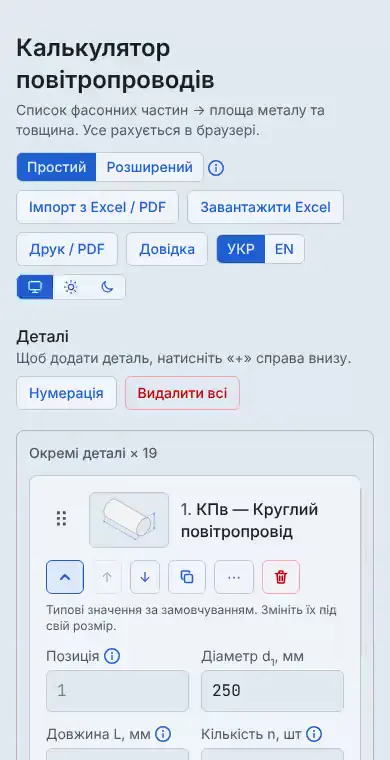 Калькулятор
повітропроводів
Список фасонних частин → площа металу та
товщина. Усе рахується в браузері.
Простий Розширений
Імпорт з Excel / PDF Завантажити Excel
Друк / PDF Довідка УКР EN
Деталі
Щоб додати деталь, натисніть «+» справа внизу.
Нумерація Видалити всі
Окремі деталі × 19
1. КПв — Круглий
повітропровід
Типові значення за замовчуванням. Змініть їх під
свій розмір.
Позиція Діаметр d₁, мм
1 250
Довжина L, мм Кількість n, шт